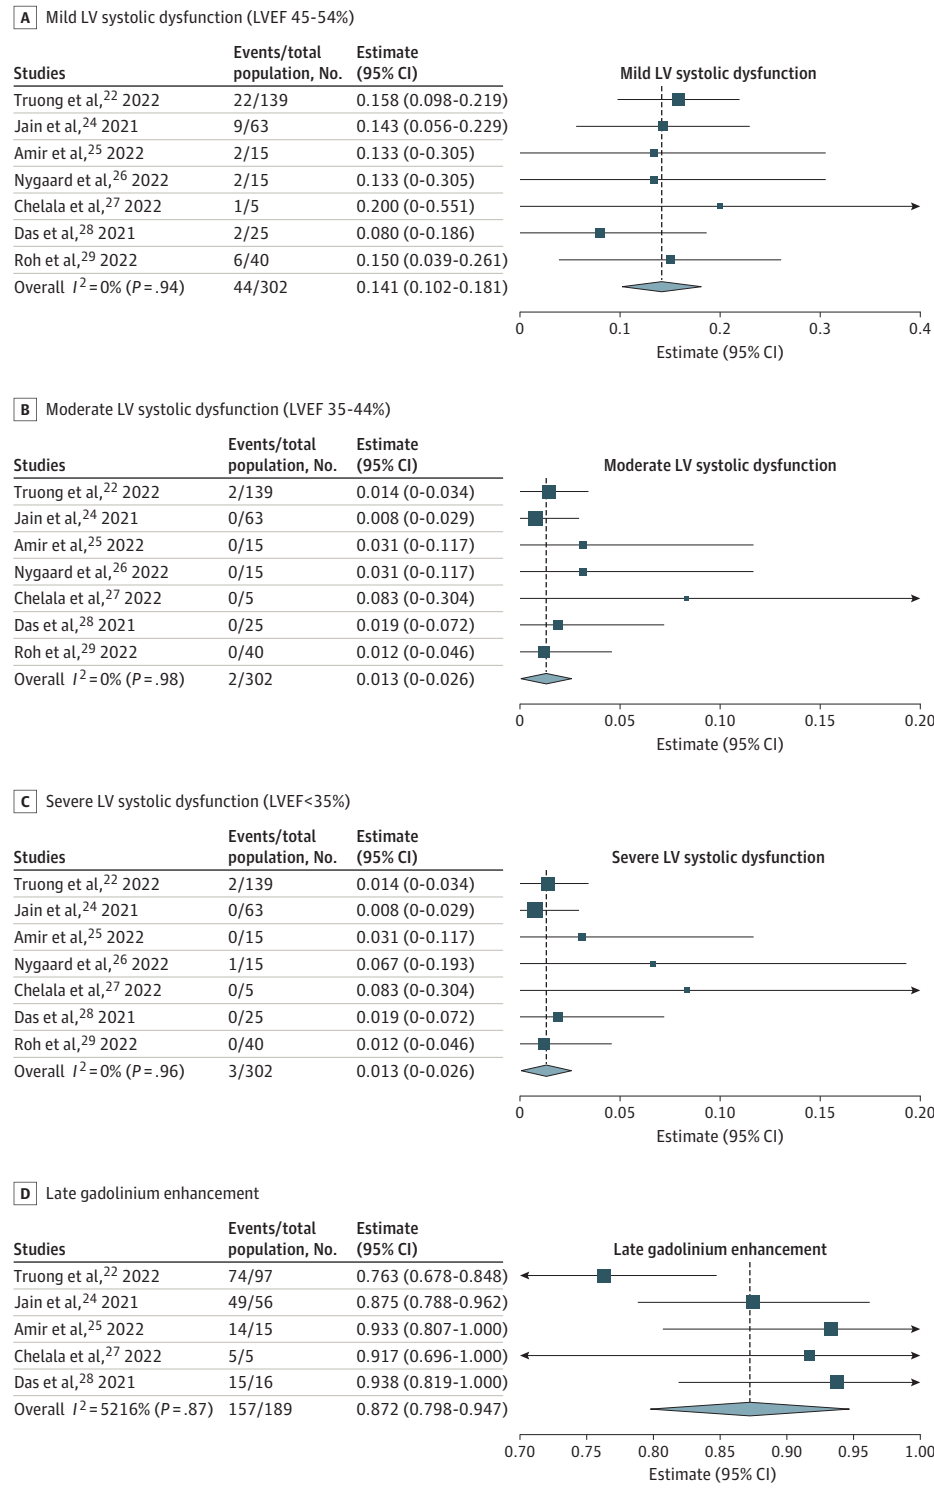 A Mild LV systolic dysfunction (LVEF 45-54%)
Studies Events/total population, No. Estimate (95% CI) Mild LV systolic dysfunction
Truong et al,22 2022 22/139 0.158 (0.098-0.219)
Jain et al,24 2021 9/63 0.143 (0.056-0.229)
Amir et al,25 2022 2/15 0.133 (0-0.305)
Nygaard et al,26 2022 2/15 0.133 (0-0.305)
Chelala et al,27 2022 1/5 0.200 (0-0.551)
Das et al,28 2021 2/25 0.080 (0-0.186)
Roh et al,29 2022 6/40 0.150 (0.039-0.261)
Overall I2=0% (P=.94) 44/302 0.141 (0.102-0.181)
0 0.1 0.2 0.3 0.4
Estimate (95% CI)
B Moderate LV systolic dysfunction (LVEF 35-44%)
Studies Events/total population, No. Estimate (95% CI) Moderate LV systolic dysfunction
Truong et al,22 2022 2/139 0.014 (0-0.034)
Jain et al,24 2021 0/63 0.008 (0-0.029)
Amir et al,25 2022 0/15 0.031 (0-0.117)
Nygaard et al,26 2022 0/15 0.031 (0-0.117)
Chelala et al,27 2022 0/5 0.083 (0-0.304)
Das et al,28 2021 0/25 0.019 (0-0.072)
Roh et al,29 2022 0/40 0.012 (0-0.046)
Overall I2=0% (P=.98) 2/302 0.013 (0-0.026)
0 0.05 0.10 0.15 0.20
Estimate (95% CI)
C Severe LV systolic dysfunction (LVEF<35%)
Studies Events/total population, No. Estimate (95% CI) Severe LV systolic dysfunction
Truong et al,22 2022 2/139 0.014 (0-0.034)
Jain et al,24 2021 0/63 0.008 (0-0.029)
Amir et al,25 2022 0/15 0.031 (0-0.117)
Nygaard et al,26 2022 1/15 0.067 (0-0.193)
Chelala et al,27 2022 0/5 0.083 (0-0.304)
Das et al,28 2021 0/25 0.019 (0-0.072)
Roh et al,29 2022 0/40 0.012 (0-0.046)
Overall I2=0% (P=.96) 3/302 0.013 (0-0.026)
0 0.05 0.10 0.15 0.20
Estimate (95% CI)
D Late gadolinium enhancement
Studies Events/total population, No. Estimate (95% CI) Late gadolinium enhancement
Truong et al,22 2022 74/97 0.763 (0.678-0.848)
Jain et al,24 2021 49/56 0.875 (0.788-0.962)
Amir et al,25 2022 14/15 0.933 (0.807-1.000)
Chelala et al,27 2022 5/5 0.917 (0.696-1.000)
Das et al,28 2021 15/16 0.938 (0.819-1.000)
Overall I2=5216% (P=.87) 157/189 0.872 (0.798-0.947)
0.70 0.75 0.80 0.85 0.90 0.95 1.00
Estimate (95% CI)